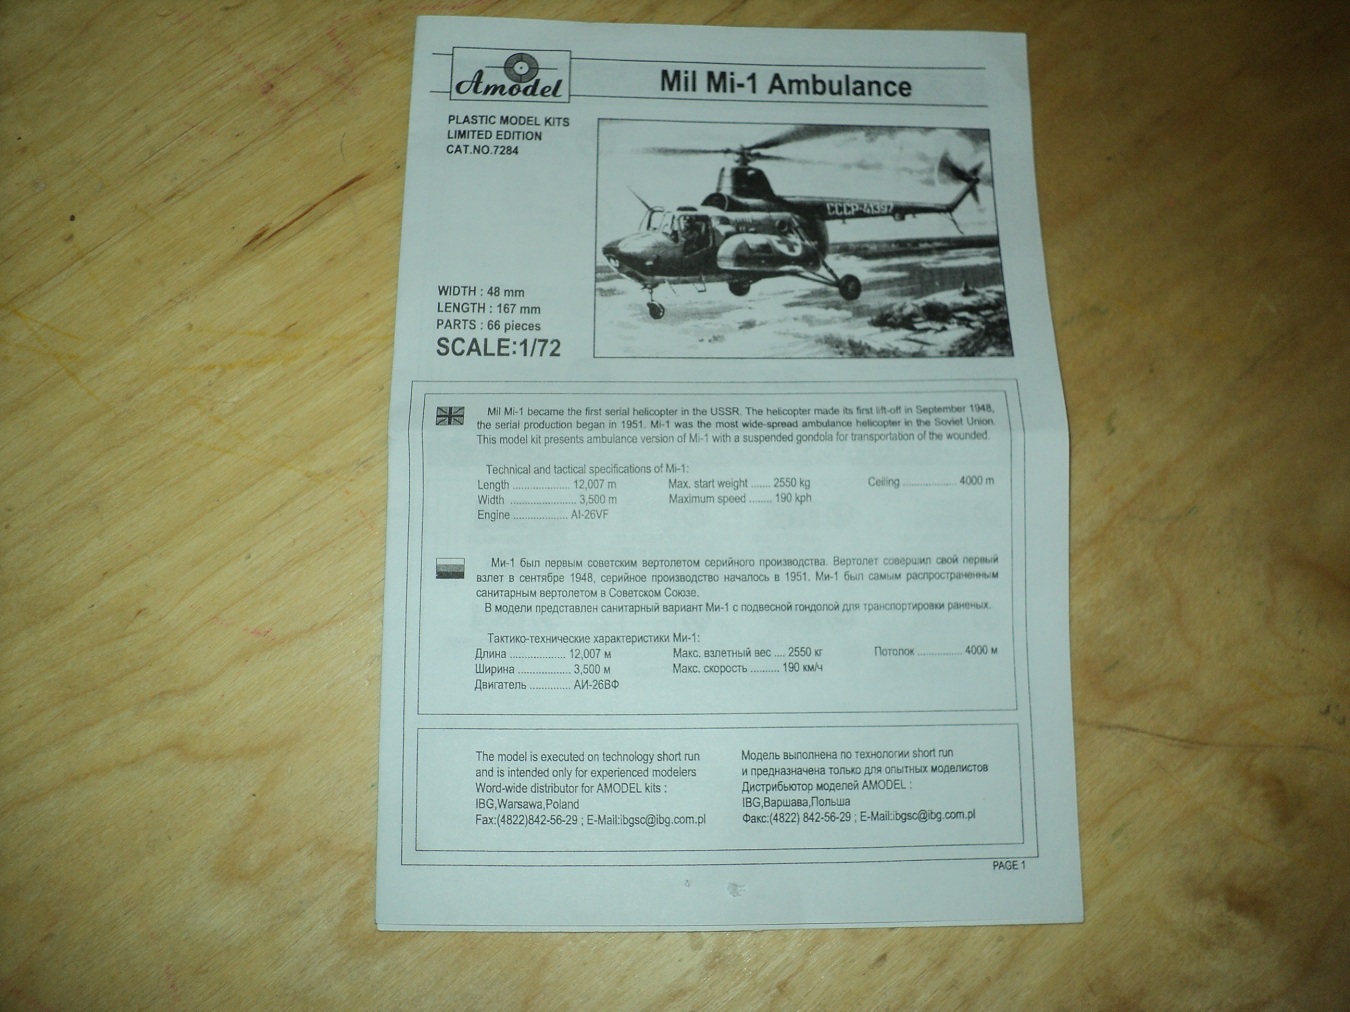 Amodel
Mil Mi-1 Ambulance
PLASTIC MODEL KITS
LIMITED EDITION
CAT.NO.7284
CCCP-41397
WIDTH : 48 mm
LENGTH : 167 mm
PARTS : 66 pieces
SCALE:1/72
Mil Mi-1 became the first serial helicopter in the USSR. The helicopter made its first lift-off in September 1948,
the serial production began in 1951. Mi-1 was the most wide-spread ambulance helicopter in the Soviet Union.
This model kit presents ambulance version of Mi-1 with a suspended gondola for transportation of the wounded.
Technical and tactical specifications of Mi-1:
Length .................... 12,007 m Max. start weight ...... 2550 kg Ceiling .................. 4000 m
Width ....................... 3,500 m Maximum speed ........ 190 kph
Engine ................... AI-26VF
Ми-1 был первым советским вертолетом серийного производства. Вертолет совершил свой первый
взлет в сентябре 1948, серийное производство началось в 1951. Ми-1 был самым распространенным
санитарным вертолетом в Советском Союзе.
В модели представлен санитарный вариант Ми-1 с подвесной гондолой для транспортировки раненых.
Тактико-технические характеристики Ми-1:
Длина ................... 12,007 м Макс. взлетный вес .... 2550 кг Потолок ............... 4000 м
Ширина .................. 3,500 м Макс. скорость .......... 190 км/ч
Двигатель .............. АИ-26ВФ
The model is executed on technology short run
and is intended only for experienced modelers
Word-wide distributor for AMODEL kits :
IBG,Warsawa,Poland
Fax:(4822)842-56-29 ; E-Mail:ibgsc@ibg.com.pl
Модель выполнена по технологии short run
и предназначена только для опытных моделистов
Дистрибьютор моделей AMODEL :
IBG,Варшава,Польша
Факс:(4822) 842-56-29 ; E-Mail:ibgsc@ibg.com.pl
PAGE 1